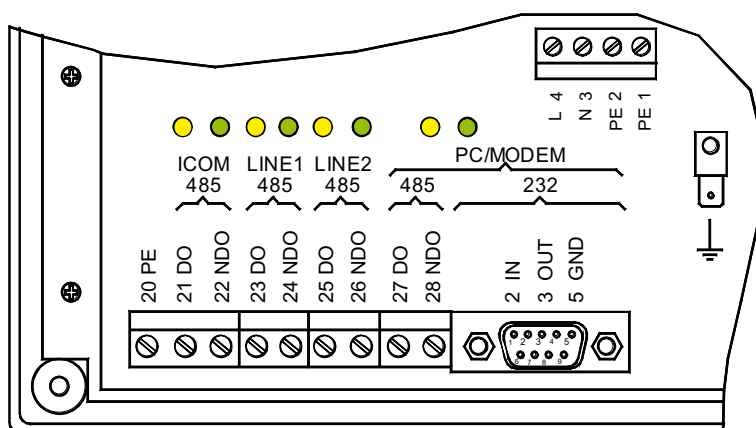 L 4
N 3
PE 2
PE 1
PC/MODEM
ICOM LINE1 LINE2
485 485 485 485 232
20 PE
21 DO
22 NDO
23 DO
24 NDO
25 DO
26 NDO
27 DO
28 NDO
2 IN
3 OUT
5 GND
1 2 3 4 5
6 7 8 9